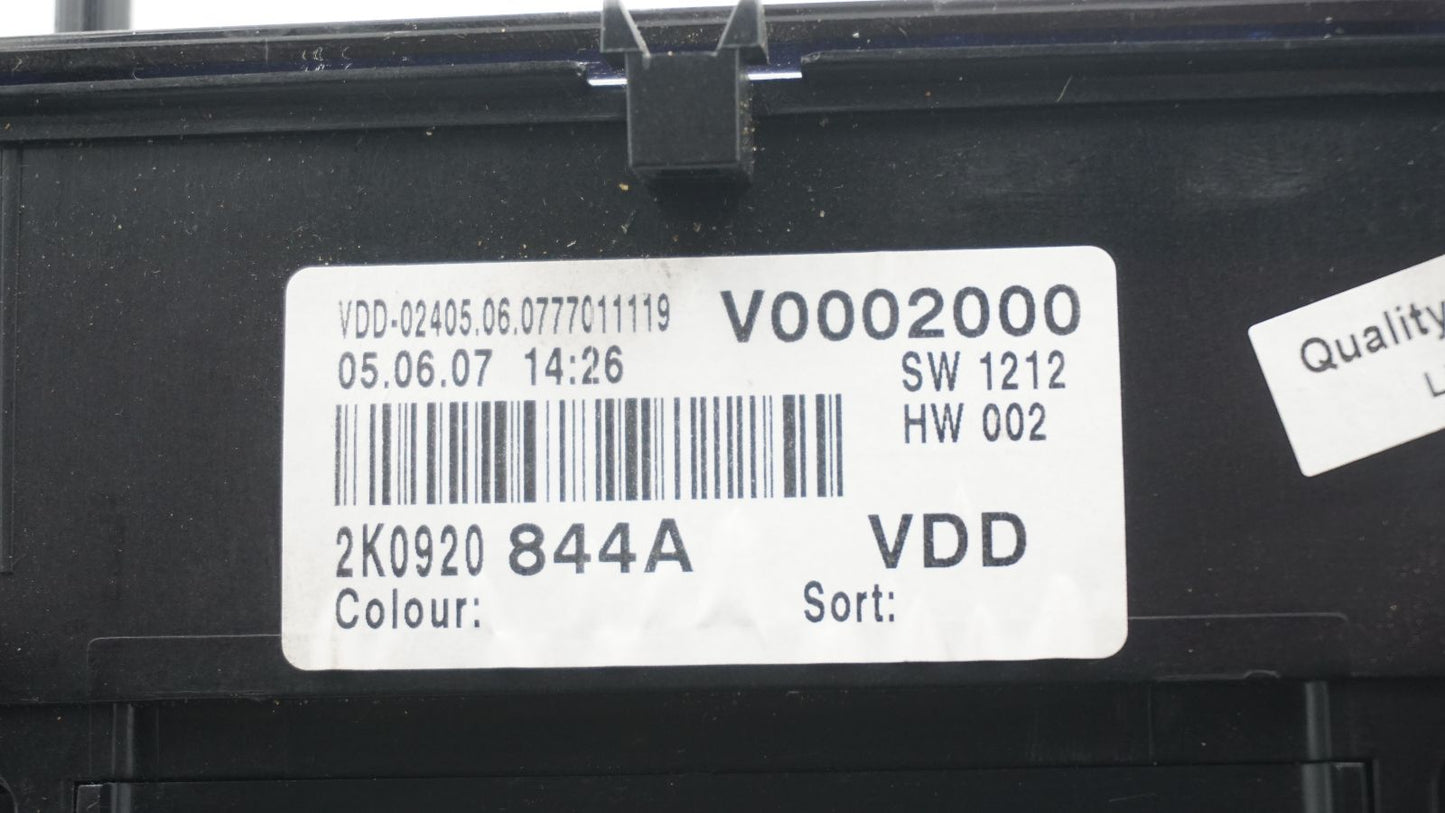 VDD-02405.06.0777011119 V0002000
05.06.07 14:26 SW 1212
HW 002
2K0920 844A VDD
Colour: Sort:
Quality